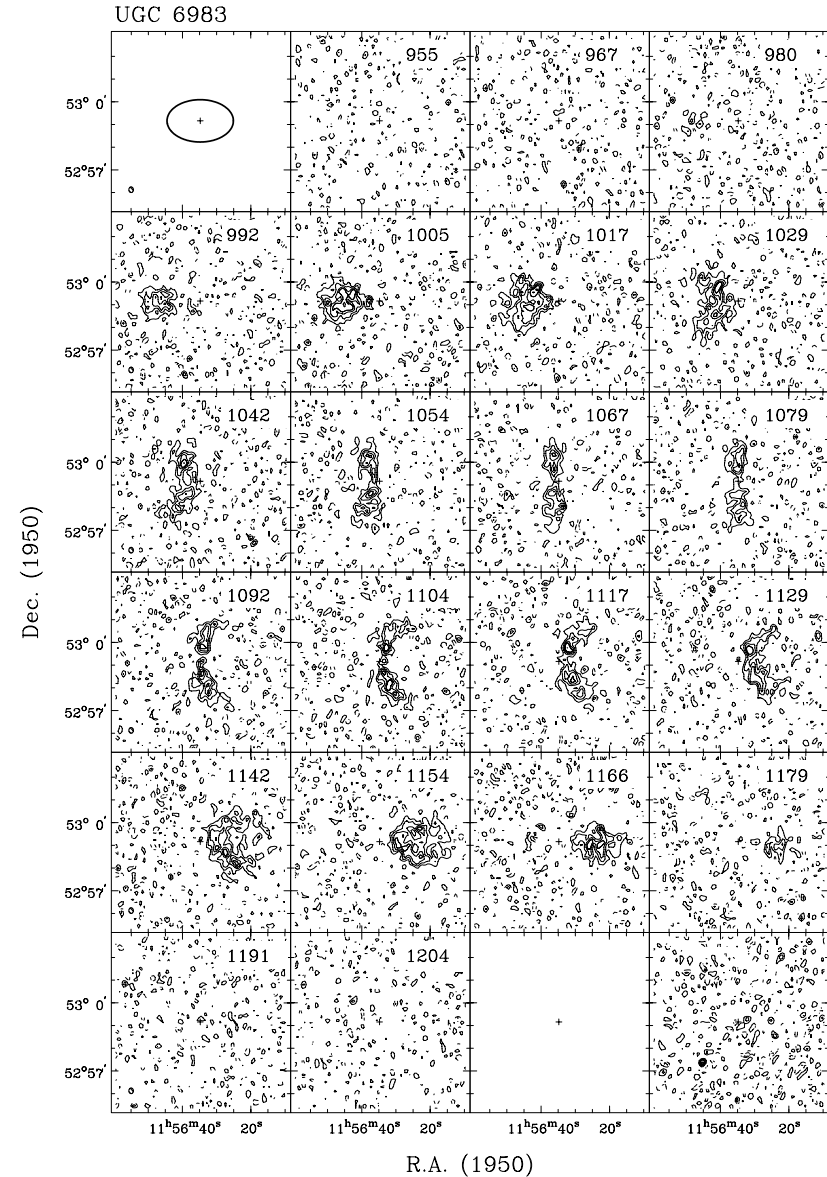 UGC 6983
955 967 980
53° 0'
52°57'
992 1005 1017 1029
53° 0'
52°57'
1042 1054 1067 1079
53° 0'
52°57'
Dec. (1950)
1092 1104 1117 1129
53° 0'
52°57'
1142 1154 1166 1179
53° 0'
52°57'
1191 1204
53° 0'
52°57'
11h56m40s 20s 11h56m40s 20s 11h56m40s 20s 11h56m40s 20s
R.A. (1950)